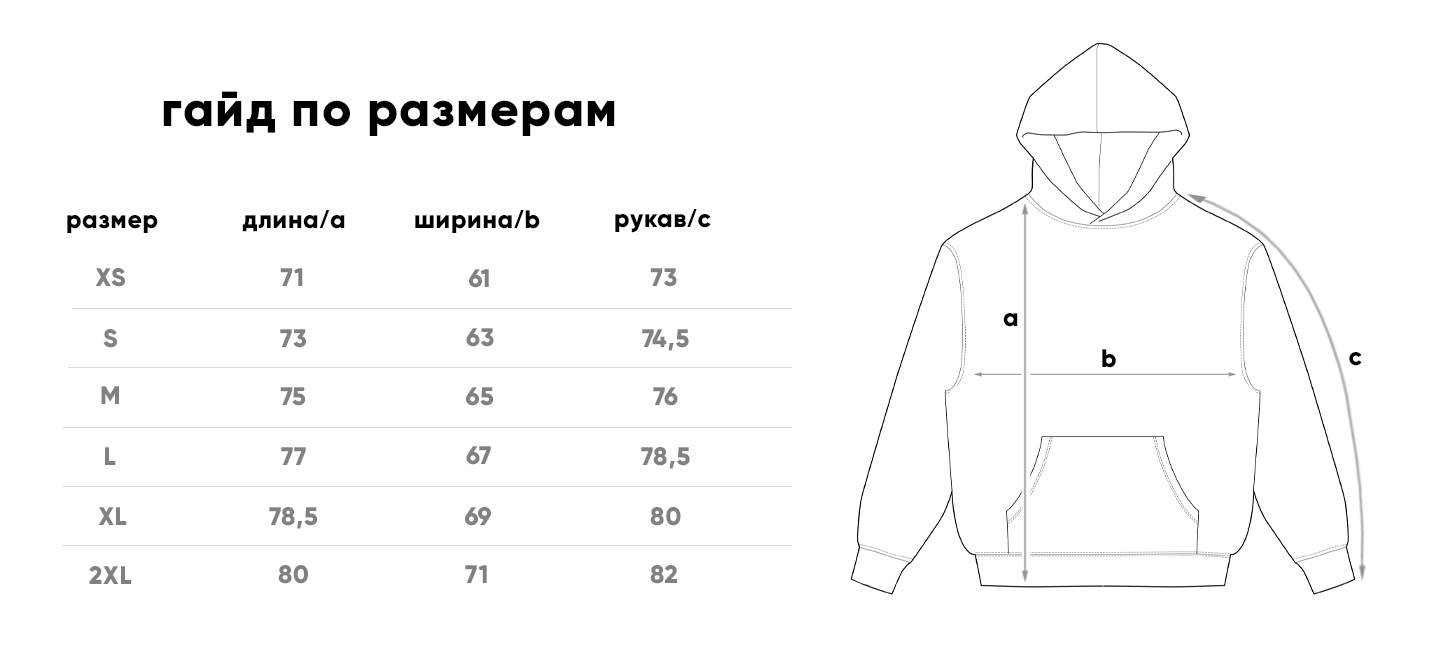 гайд по размерам
размер длина/a ширина/b рукав/c
XS 71 61 73
S 73 63 74,5
M 75 65 76
L 77 67 78,5
XL 78,5 69 80
2XL 80 71 82
a
b
c